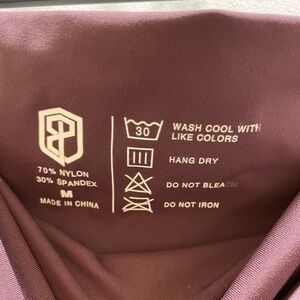 70% NYLON
30% SPANDEX
M
MADE IN CHINA
30
WASH COOL WITH
LIKE COLORS
HANG DRY
DO NOT BLEACH
DO NOT IRON